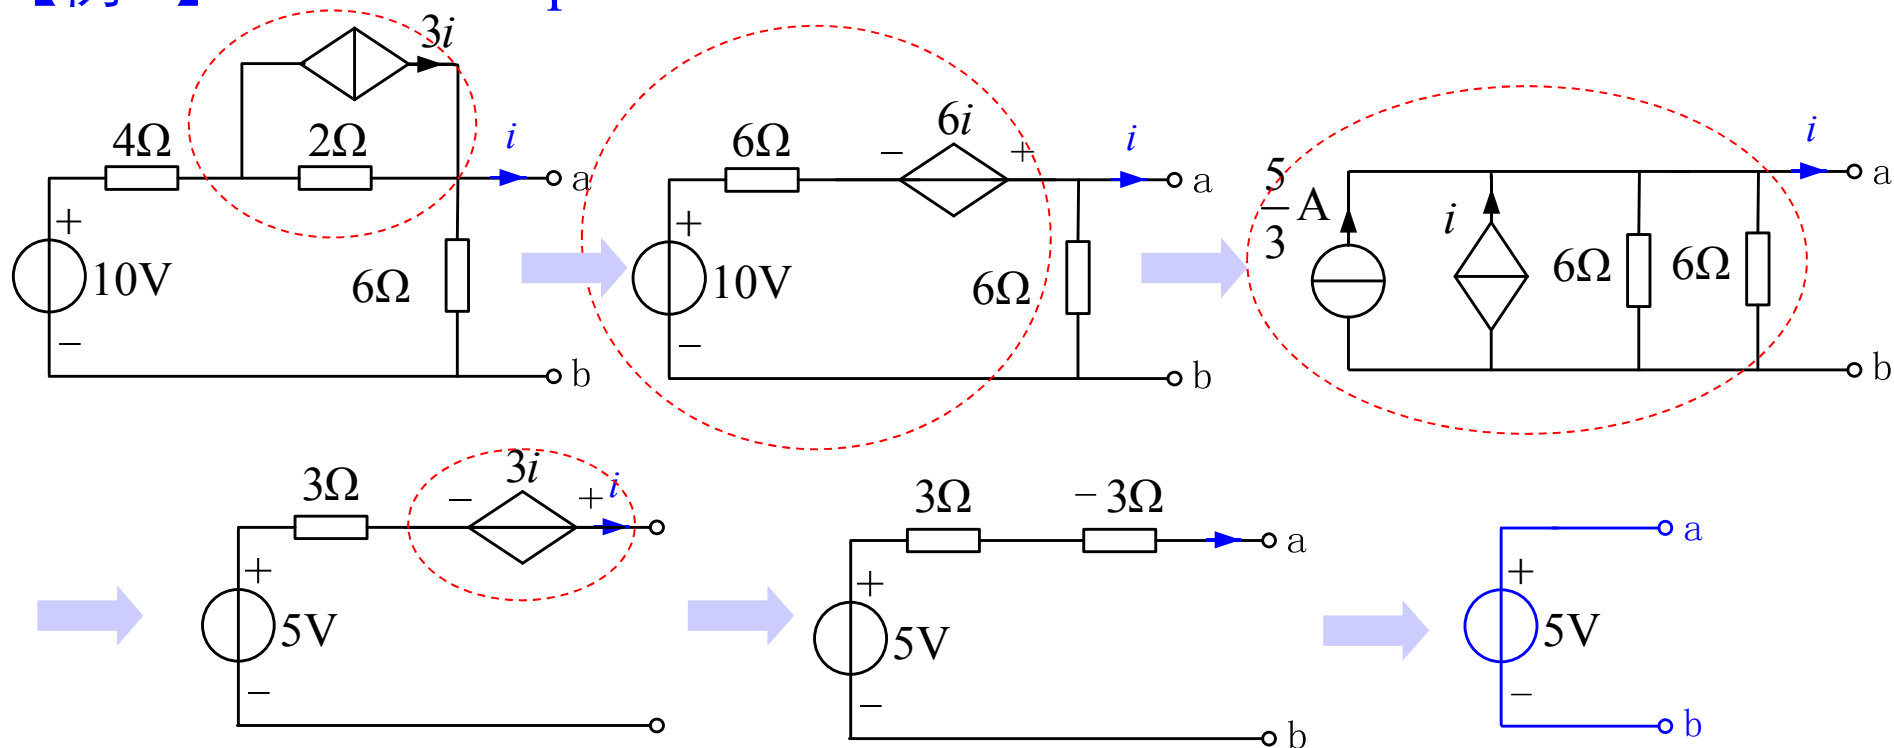 3i
4Ω 2Ω i a
+
10V 6Ω
−
b
6i
6Ω − + i a
+
10V 6Ω
−
b
i
a
5/3 A i 6Ω 6Ω
b
3i
3Ω − + i
+
5V
−
3Ω −3Ω
a
+
5V
−
b
a
+
5V
−
b